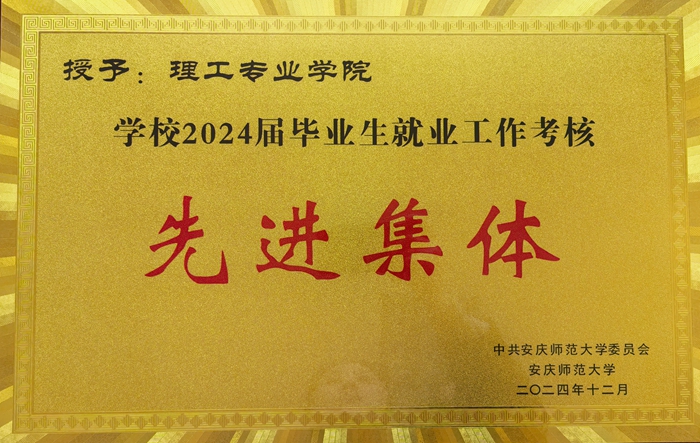 授予：理工专业学院
学校2024届毕业生就业工作考核
先进集体
中共安庆师范大学委员会
安庆师范大学
二〇二四年十二月